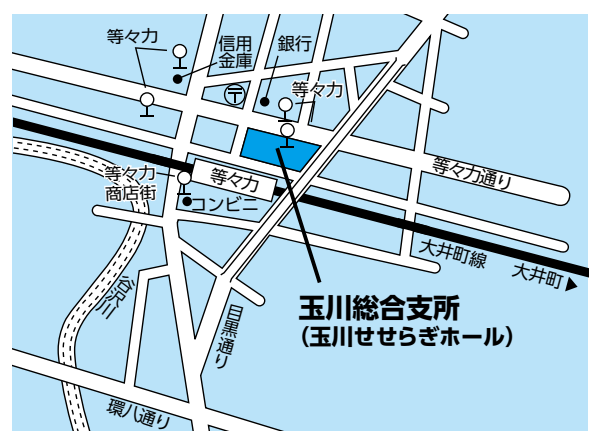 等々力
信用
金庫
銀行
等々力
等々力通り
等々力
商店街
等々力
コンビニ
大井町線
大井町
谷沢川
目黒通り
玉川総合支所
（玉川せせらぎホール）
環八通り